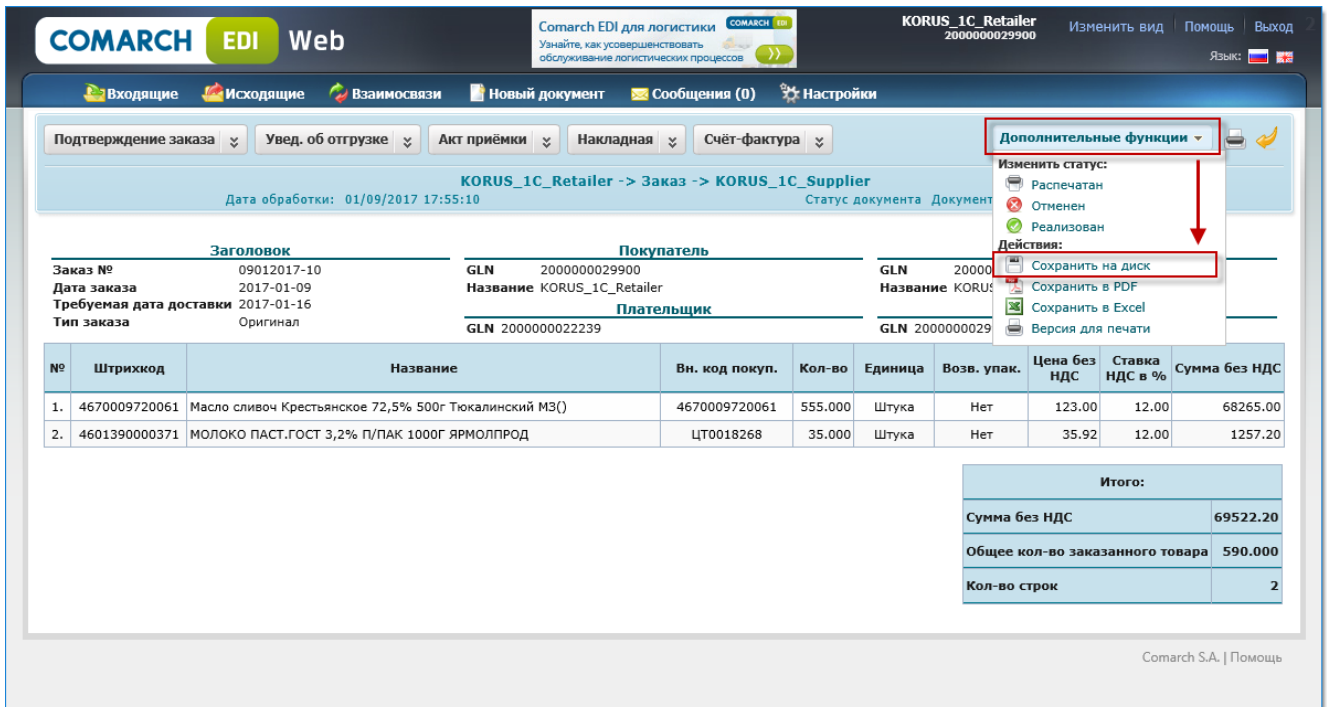 COMARCH EDI Web
Comarch EDI для логистики COMARCH EDI
Узнайте, как усовершенствовать
обслуживание логистических процессов
KORUS_1C_Retailer
2000000029900
Изменить вид Помощь Выход
Язык:
Входящие Исходящие Взаимосвязи Новый документ Сообщения (0) Настройки
Подтверждение заказа Увед. об отгрузке Акт приёмки Накладная Счёт-фактура Дополнительные функции
KORUS_1C_Retailer -> Заказ -> KORUS_1C_Supplier
Дата обработки: 01/09/2017 17:55:10 Статус документа Документ
Изменить статус:
Распечатан
Отменен
Реализован
Действия:
Сохранить на диск
Сохранить в PDF
Сохранить в Excel
Версия для печати
Заголовок
Заказ № 09012017-10
Дата заказа 2017-01-09
Требуемая дата доставки 2017-01-16
Тип заказа Оригинал
Покупатель
GLN 2000000029900
Название KORUS_1C_Retailer
Плательщик
GLN 2000000022239
GLN 20000
Название KORUS
GLN 2000000029
№ Штрихкод Название Вн. код покуп. Кол-во Единица Возв. упак. Цена без НДС Ставка НДС в % Сумма без НДС
1. 4670009720061 Масло сливоч Крестьянское 72,5% 500г Тюкалинский МЗ() 4670009720061 555.000 Штука Нет 123.00 12.00 68265.00
2. 4601390000371 МОЛОКО ПАСТ.ГОСТ 3,2% П/ПАК 1000Г ЯРМОЛПРОД ЦТ0018268 35.000 Штука Нет 35.92 12.00 1257.20
Итого:
Сумма без НДС 69522.20
Общее кол-во заказанного товара 590.000
Кол-во строк 2
Comarch S.A. | Помощь